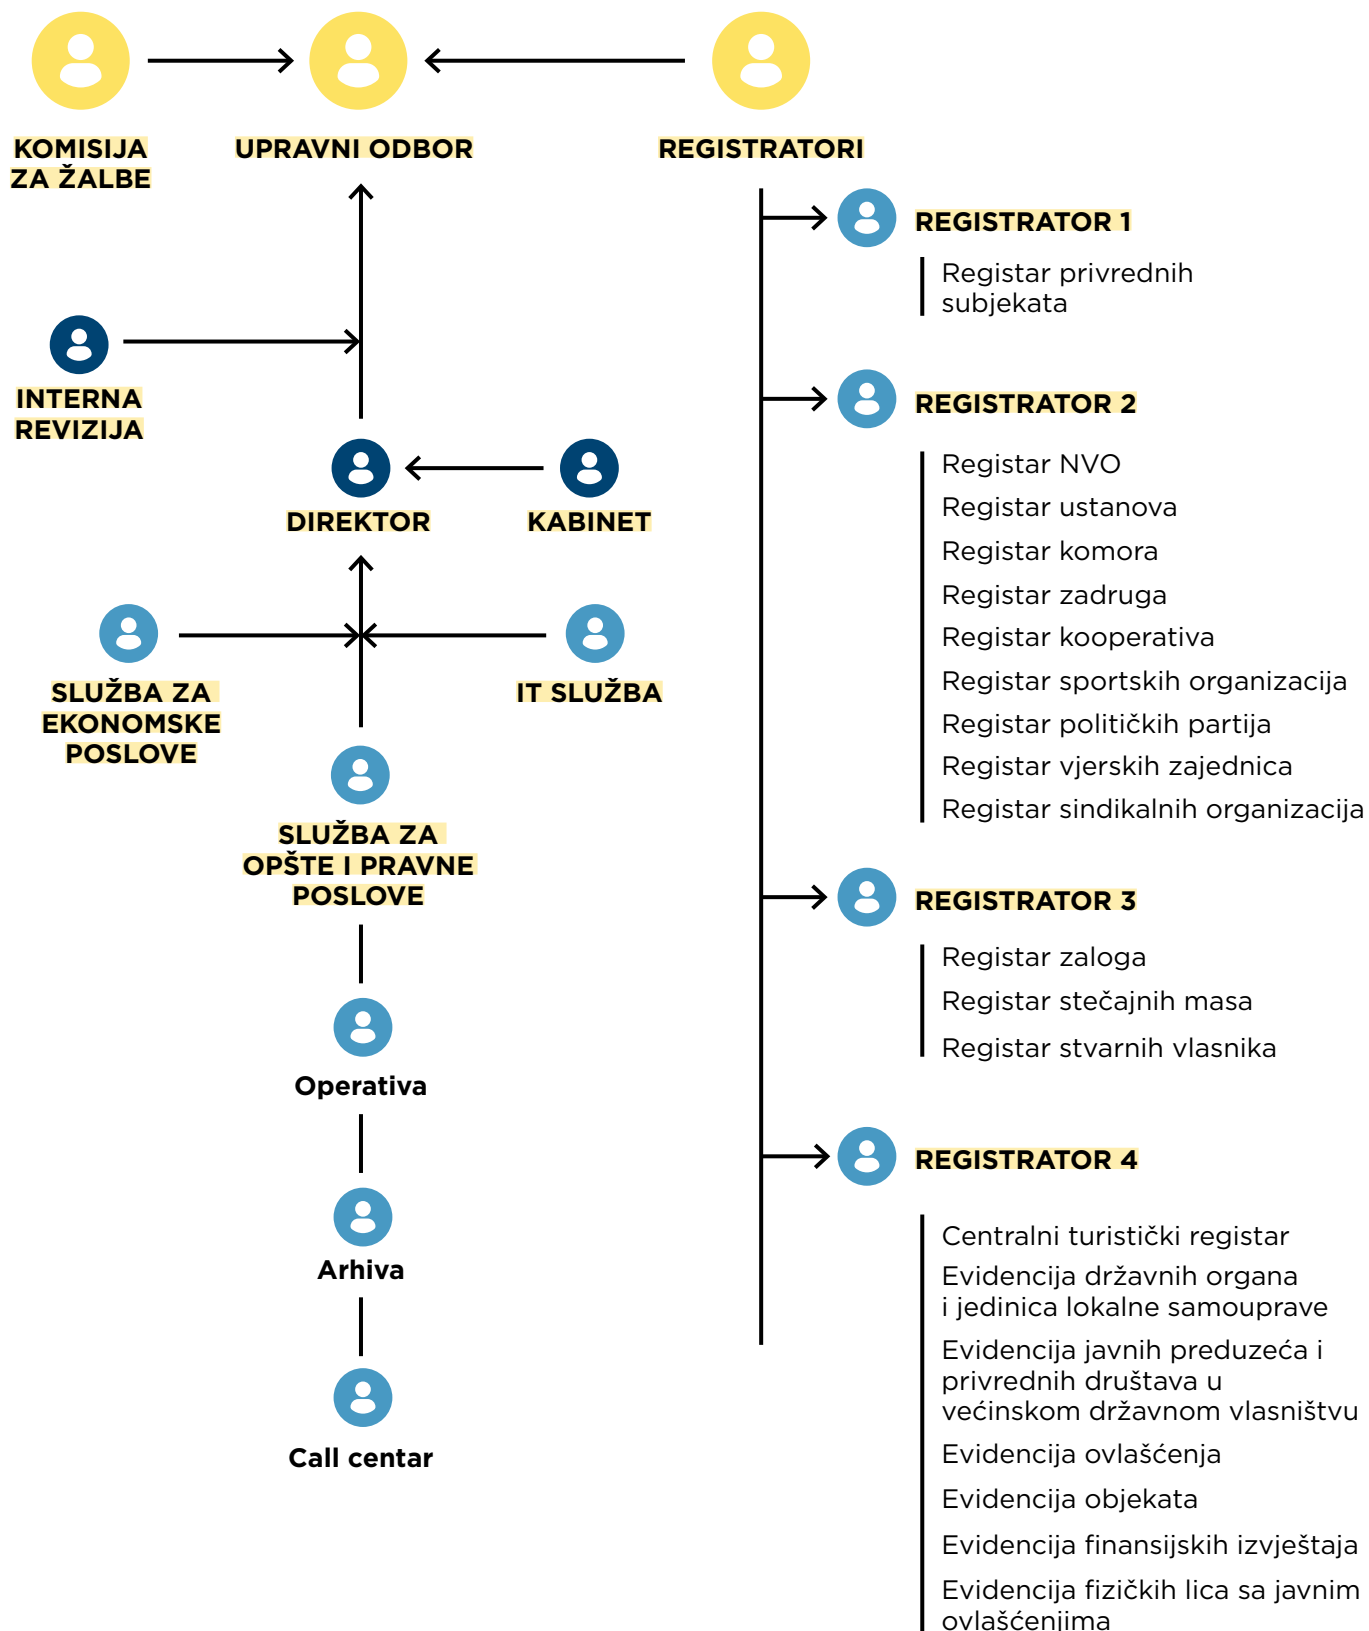 KOMISIJA
ZA ŽALBE
UPRAVNI ODBOR
REGISTRATORI
INTERNA
REVIZIJA
DIREKTOR
KABINET
SLUŽBA ZA
EKONOMSKE
POSLOVE
IT SLUŽBA
SLUŽBA ZA
OPŠTE I PRAVNE
POSLOVE
Operativa
Arhiva
Call centar
REGISTRATOR 1
Registar privrednih
subjekata
REGISTRATOR 2
Registar NVO
Registar ustanova
Registar komora
Registar zadruga
Registar kooperativa
Registar sportskih organizacija
Registar političkih partija
Registar vjerskih zajednica
Registar sindikalnih organizacija
REGISTRATOR 3
Registar zaloga
Registar stečajnih masa
Registar stvarnih vlasnika
REGISTRATOR 4
Centralni turistički registar
Evidencija državnih organa
i jedinica lokalne samouprave
Evidencija javnih preduzeća i
privrednih društava u
većinskom državnom vlasništvu
Evidencija ovlašćenja
Evidencija objekata
Evidencija finansijskih izvještaja
Evidencija fizičkih lica sa javnim
ovlašćenjima